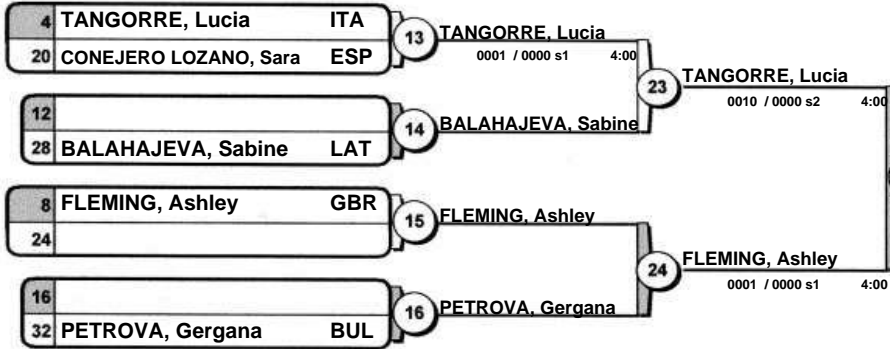 4 TANGORRE, Lucia ITA
20 CONEJERO LOZANO, Sara ESP
13 TANGORRE, Lucia
0001 / 0000 s1 4:00
12
28 BALAHAJEVA, Sabine LAT
14 BALAHAJEVA, Sabine
23 TANGORRE, Lucia
0010 / 0000 s2 4:00
8 FLEMING, Ashley GBR
24
15 FLEMING, Ashley
16
32 PETROVA, Gergana BUL
16 PETROVA, Gergana
24 FLEMING, Ashley
0001 / 0000 s1 4:00